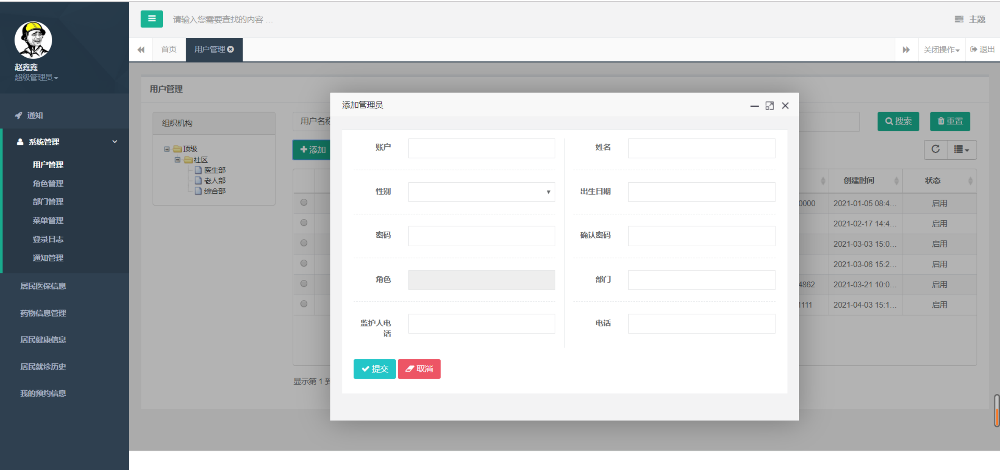 请输入您需要查找的内容 ...
主题
赵鑫鑫
超级管理员
首页
用户管理
关闭操作
退出
通知
系统管理
用户管理
角色管理
部门管理
菜单管理
登录日志
通知管理
居民医保信息
药物信息管理
居民健康信息
居民就诊历史
我的预约信息
用户管理
组织机构
顶级
社区
医生部
老人部
综合部
用户名称
搜索
重置
添加
创建时间
状态
0000
2021-01-05 08:4...
启用
2021-02-17 14:4...
启用
2021-03-03 15:0...
启用
2021-03-06 15:2...
启用
4862
2021-03-21 10:0...
启用
1111
2021-04-03 15:1...
启用
显示第 1 到
添加管理员
账户
姓名
性别
出生日期
密码
确认密码
角色
部门
监护人电
话
电话
提交
取消